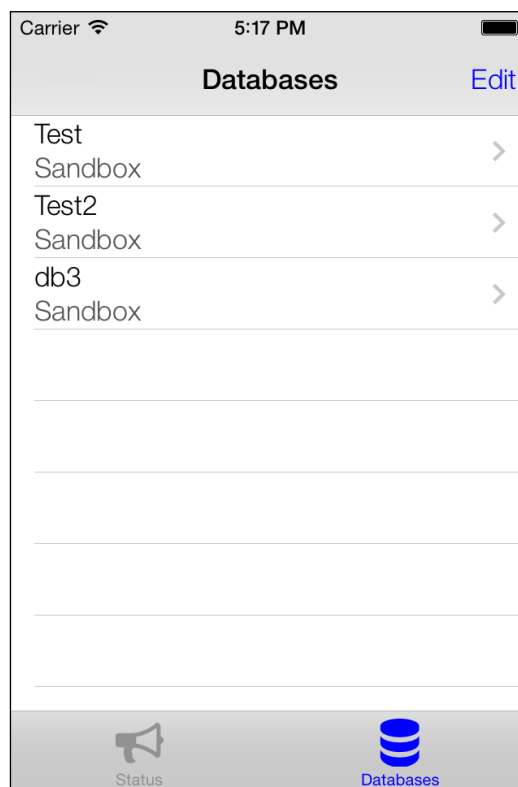 Carrier 5:17 PM
Databases Edit
Test
Sandbox
Test2
Sandbox
db3
Sandbox
Status Databases